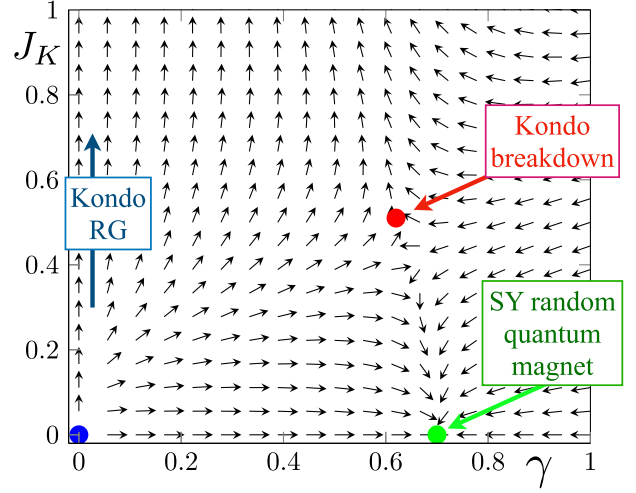 1
J_K
0.8
Kondo
breakdown
0.6
Kondo
RG
0.4
SY random
quantum
magnet
0.2
0
0 0.2 0.4 0.6 0.8 γ 1